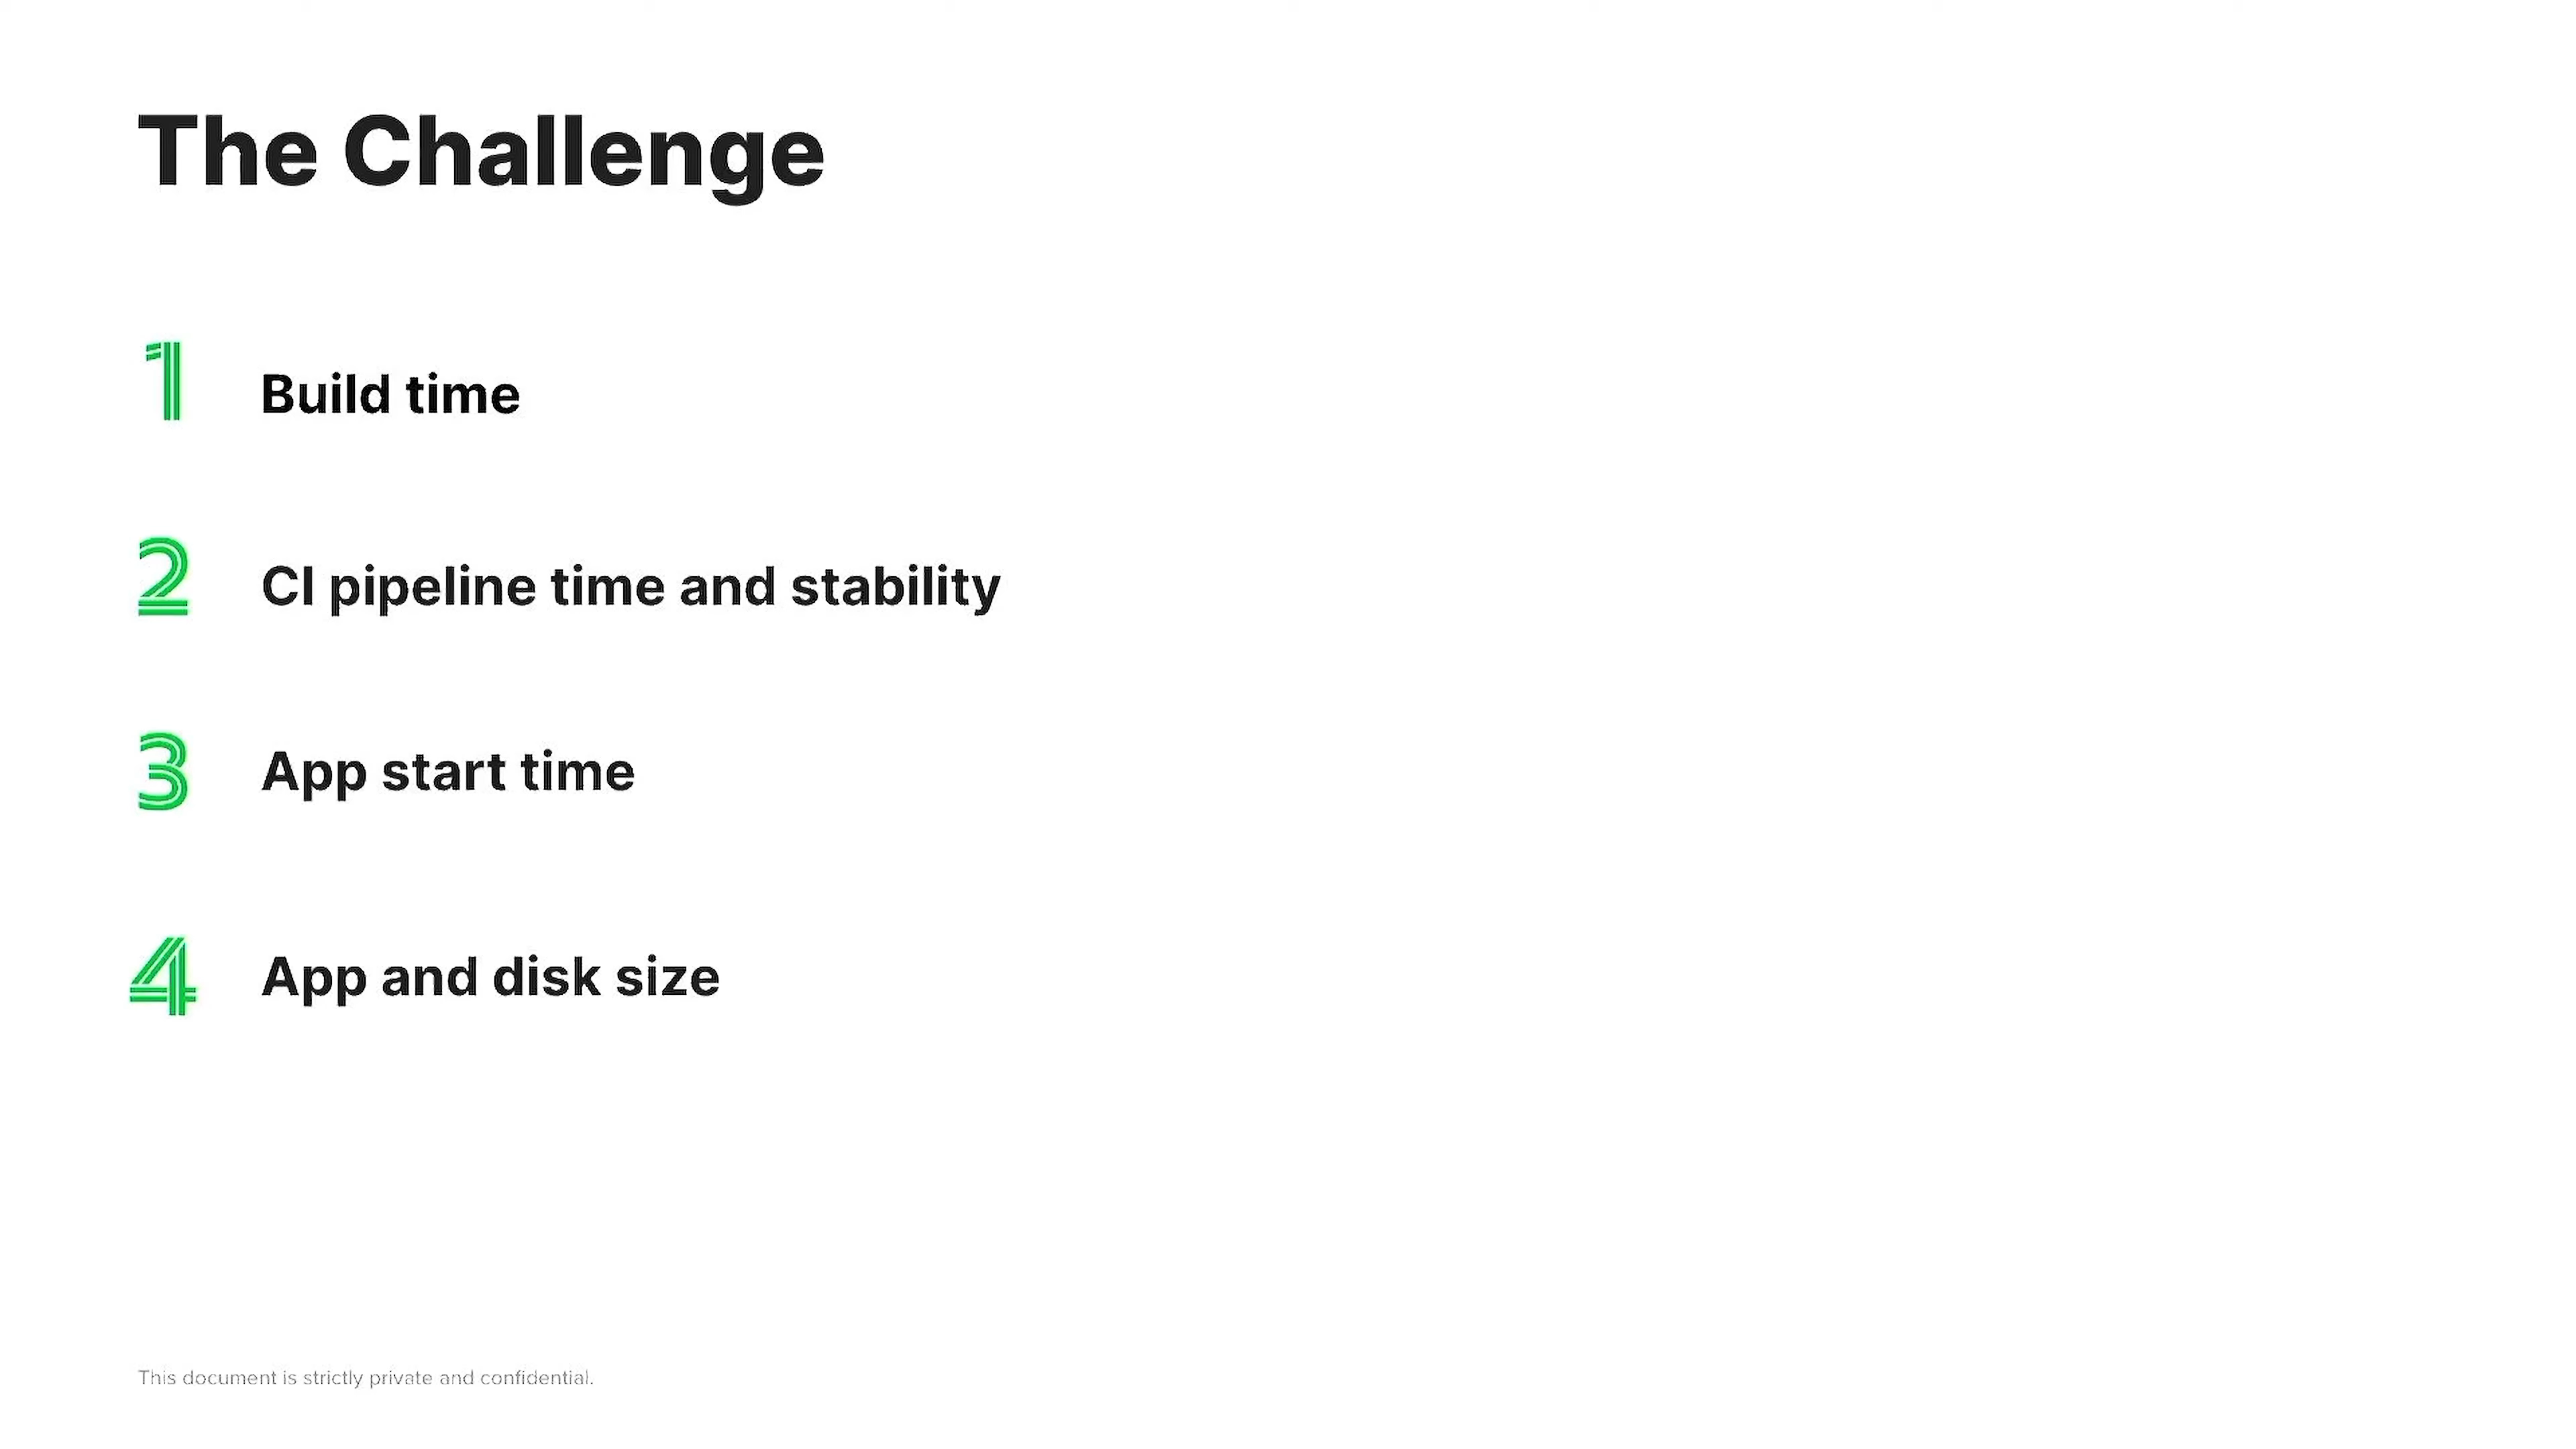 The Challenge
1 Build time
2 CI pipeline time and stability
3 App start time
4 App and disk size
This document is strictly private and confidential.